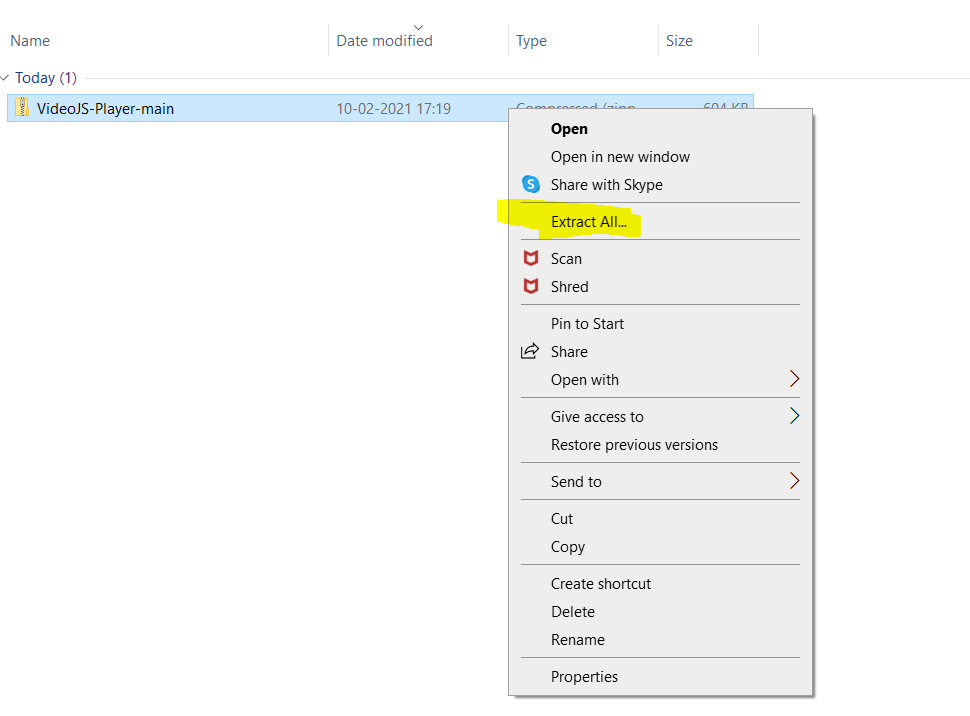 Name Date modified Type Size
Today (1)
VideoJS-Player-main 10-02-2021 17:19 Compressed (zipp... 604 KB
Open
Open in new window
Share with Skype
Extract All...
Scan
Shred
Pin to Start
Share
Open with
Give access to
Restore previous versions
Send to
Cut
Copy
Create shortcut
Delete
Rename
Properties